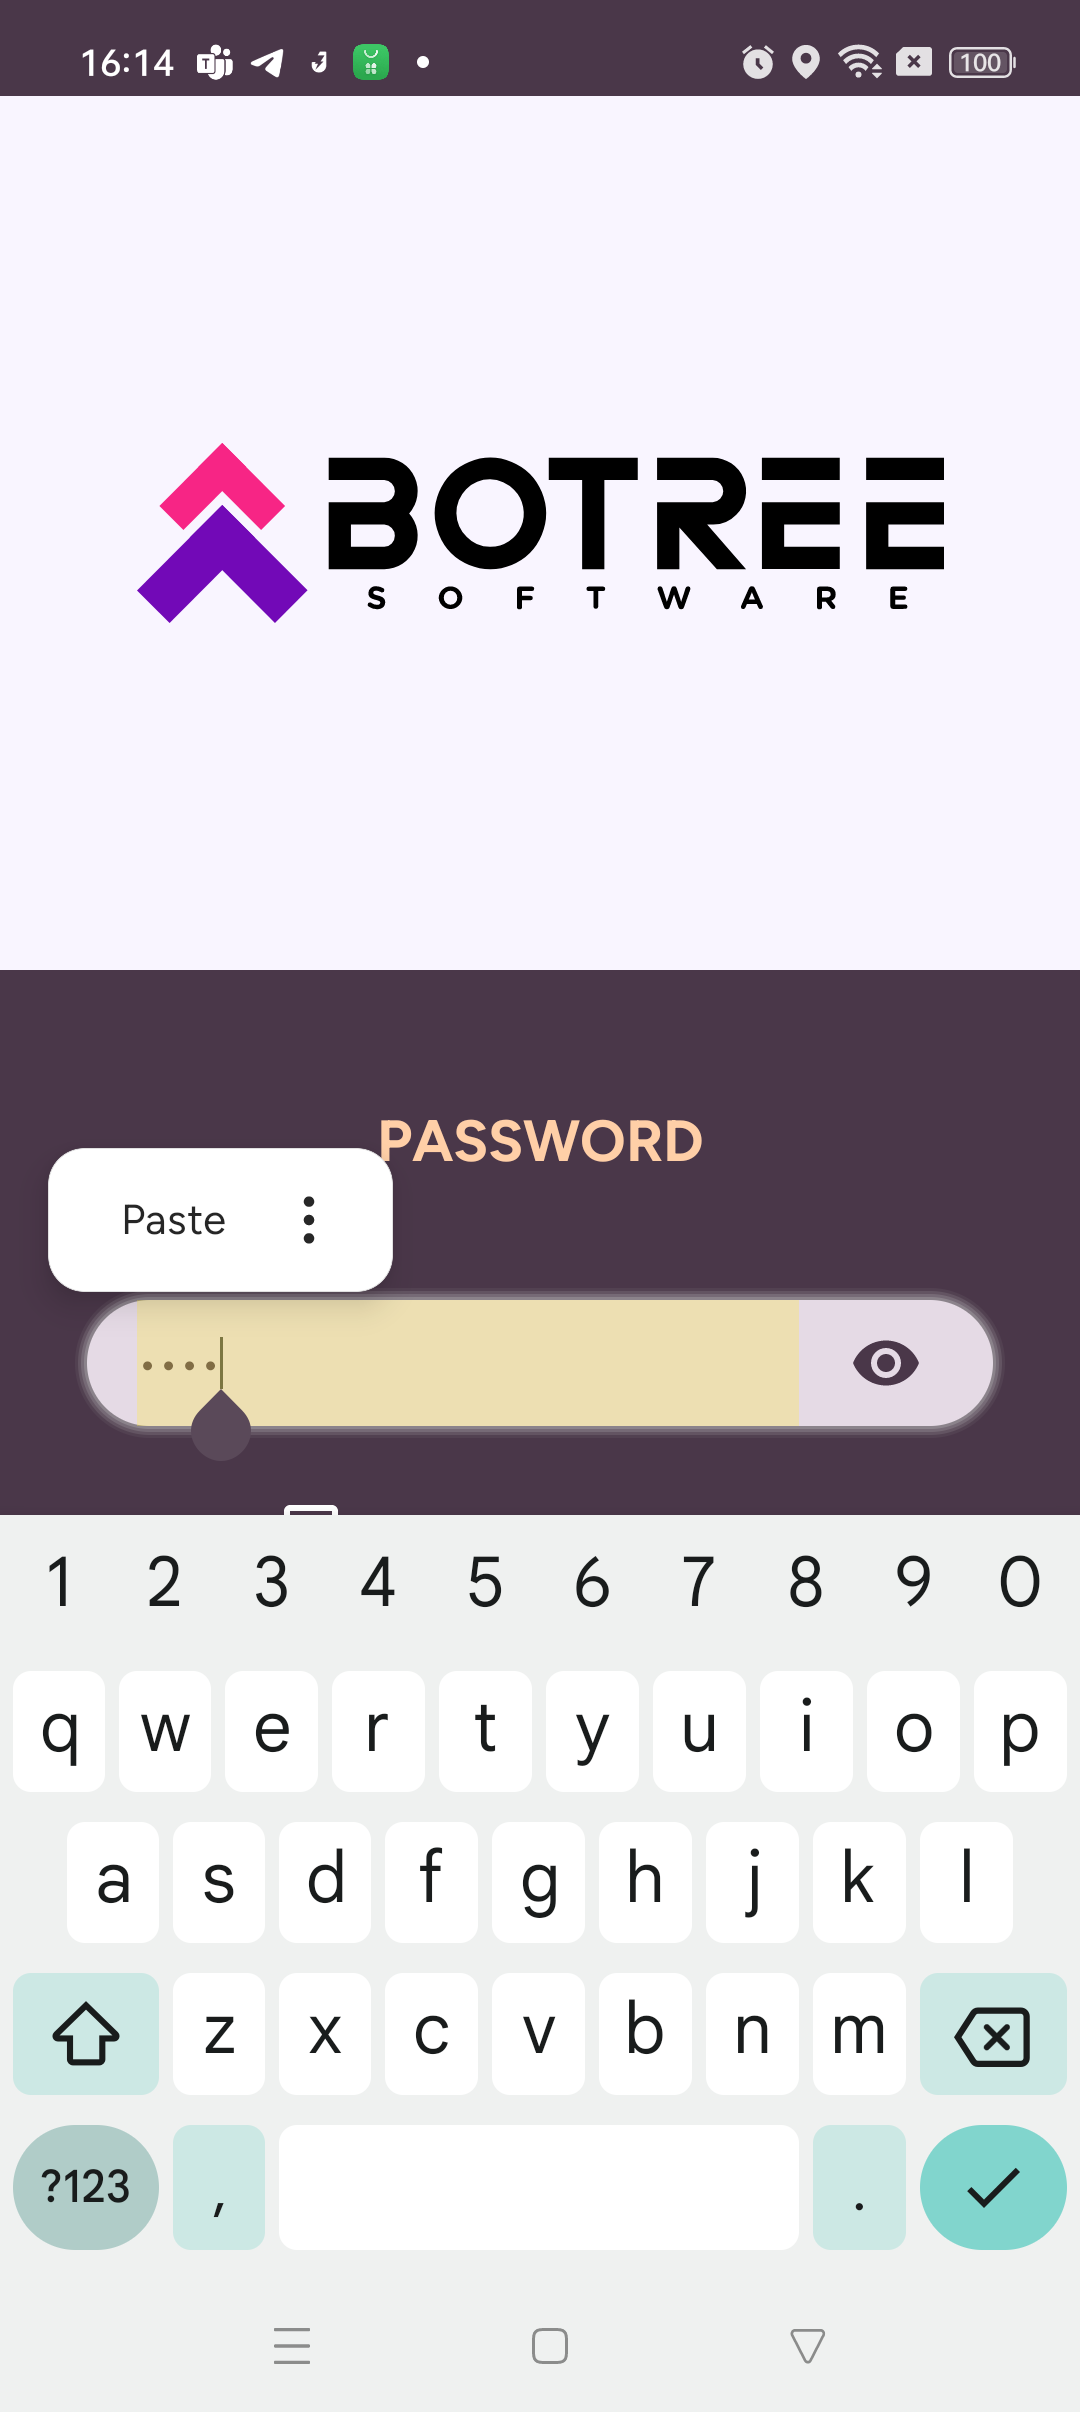 16:14
100
BOTREE
SOFTWARE
PASSWORD
Paste
••••
1 2 3 4 5 6 7 8 9 0
q w e r t y u i o p
a s d f g h j k l
z x c v b n m
?123 , .